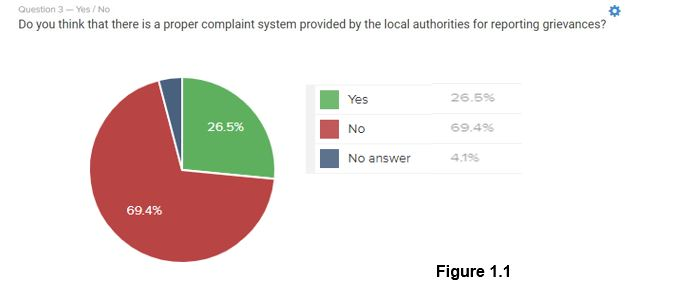 Question 3 — Yes / No
Do you think that there is a proper complaint system provided by the local authorities for reporting grievances?
26.5%
69.4%
Yes 26.5%
No 69.4%
No answer 4.1%
Figure 1.1